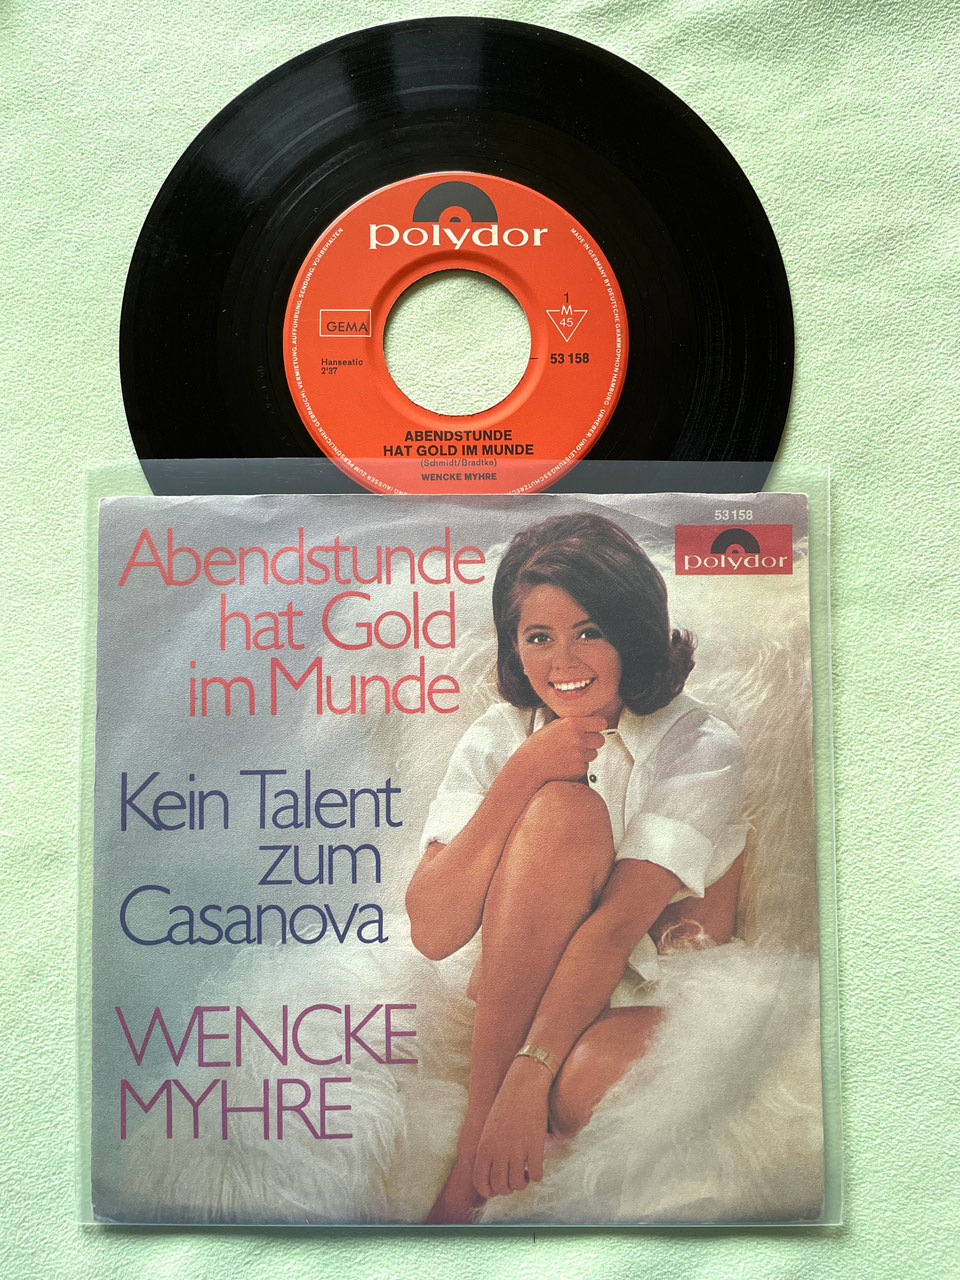 polydor
MADE IN GERMANY BY DEUTSCHE GRAMMOPHON HAMBURG
GEMA
1
M
45
Hanseatic
2'37
53 158
ABENDSTUNDE
HAT GOLD IM MUNDE
(Schmidt/Bradtke)
WENCKE MYHRE
53 158
polydor
Abendstunde
hat Gold
im Munde
Kein Talent
zum
Casanova
WENCKE
MYHRE